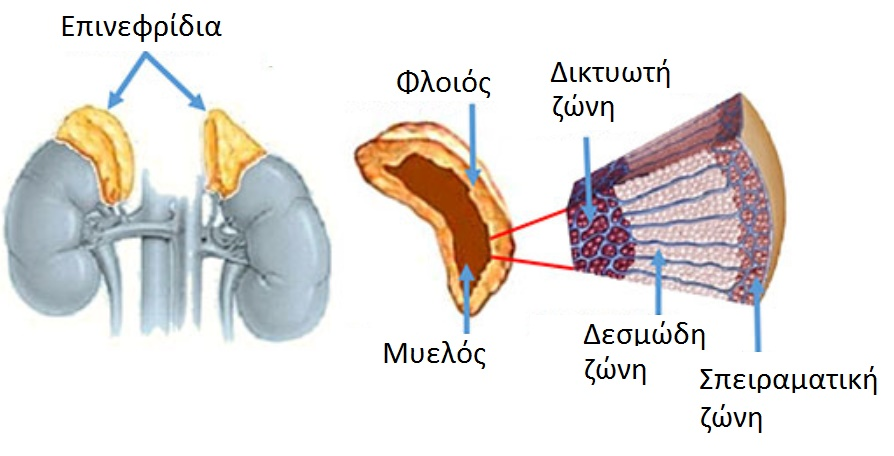 Επινεφρίδια
Φλοιός
Δικτυωτή
ζώνη
Μυελός
Δεσμώδη
ζώνη
Σπειραματική
ζώνη